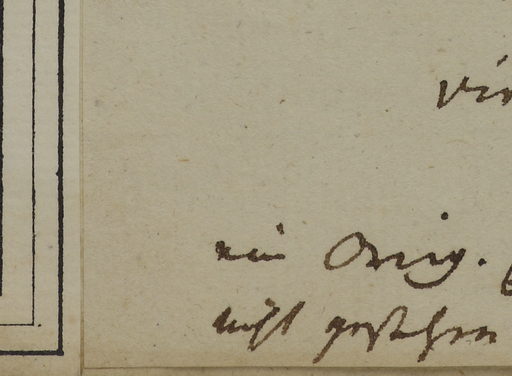 ein Orig.
nicht gesehen